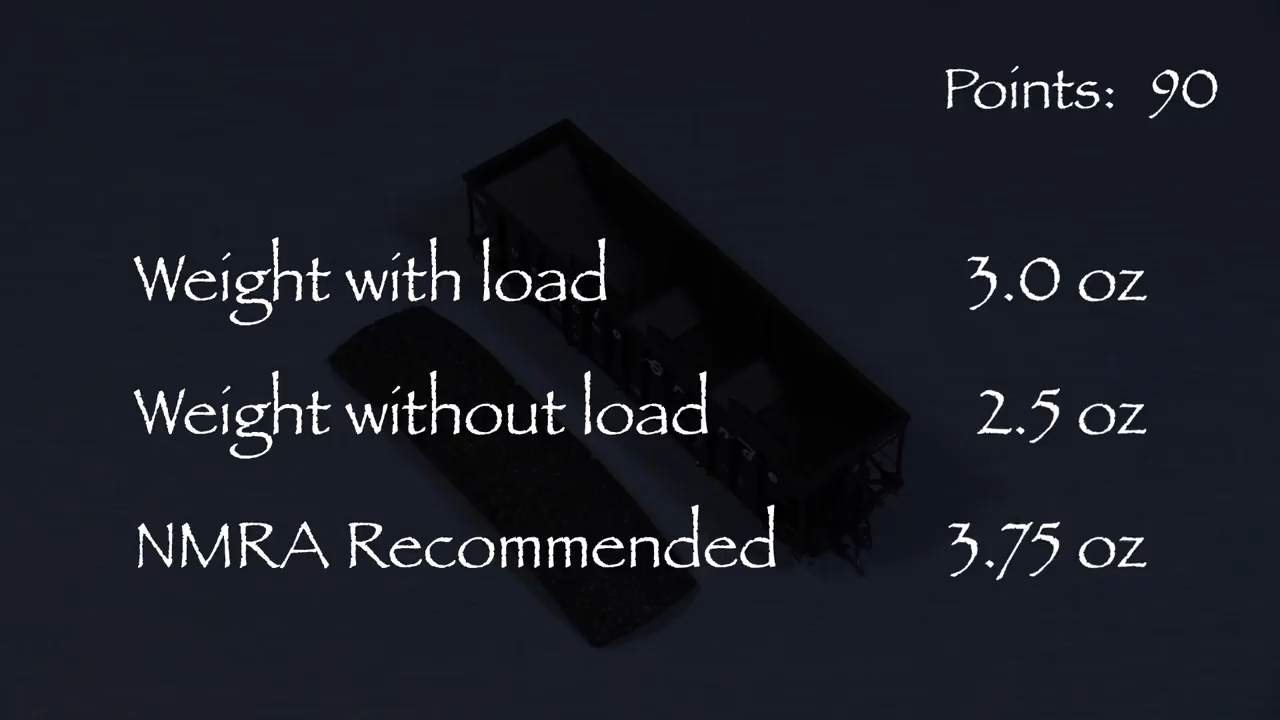 Points: 90
Weight with load 3.0 oz
Weight without load 2.5 oz
NMRA Recommended 3.75 oz